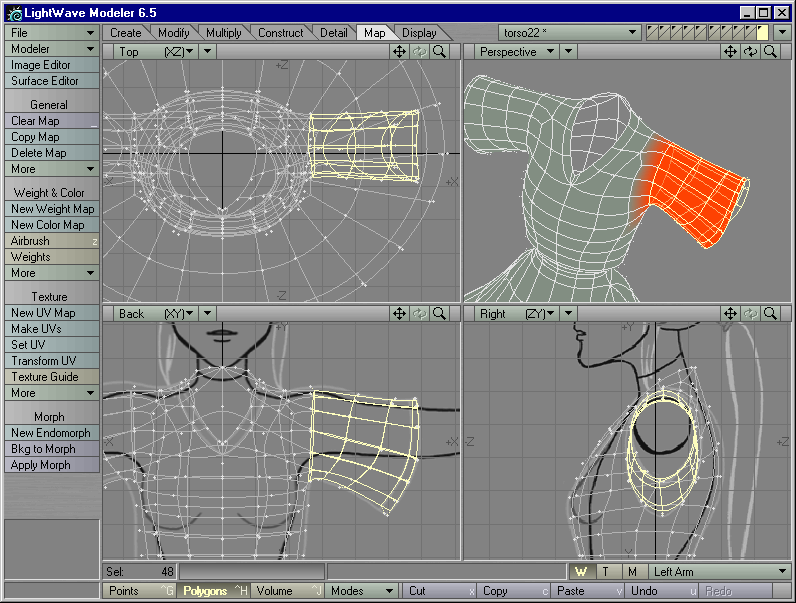 LightWave Modeler 6.5
File Create Modify Multiply Construct Detail Map Display torso22 *
Modeler Top (XZ) Perspective
Image Editor
Surface Editor
General
Clear Map _
Copy Map
Delete Map
More
Weight & Color
New Weight Map
New Color Map
Airbrush z
Weights
More
Texture
New UV Map
Make UVs
Set UV
Transform UV
Texture Guide
More
Morph
New Endomorph
Bkg to Morph
Apply Morph
+Z
-X
+X
-Z
Back (XY) Right (ZY)
+Y +Y
-X +X -Z +Z
-Y -Y
Sel: 48 W T M Left Arm
Points ^G Polygons ^H Volume ^J Modes Cut x Copy c Paste v Undo u Redo